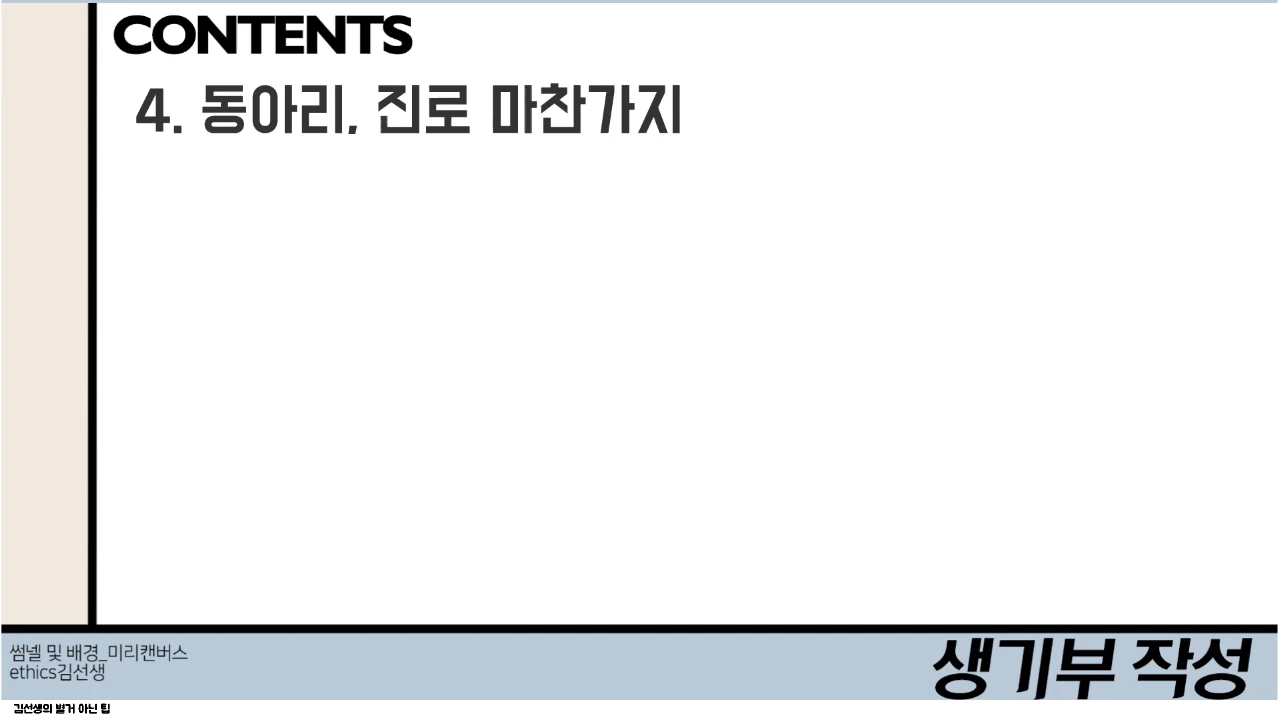 CONTENTS
4. 동아리, 진로 마찬가지
썸넬 및 배경_미리캔버스
ethics김선생
생기부 작성
김선생의 별거 아닌 팁